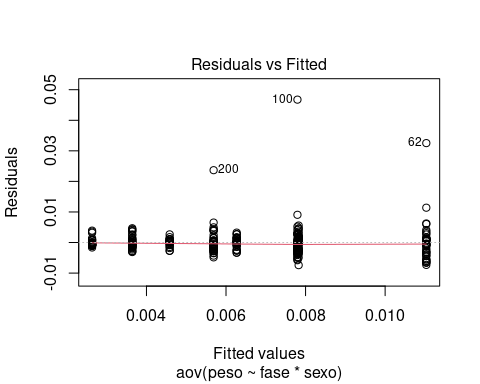 Residuals vs Fitted
0.05
0.03
0.01
-0.01
Residuals
100
62
200
0.004
0.006
0.008
0.010
Fitted values
aov(peso ~ fase * sexo)